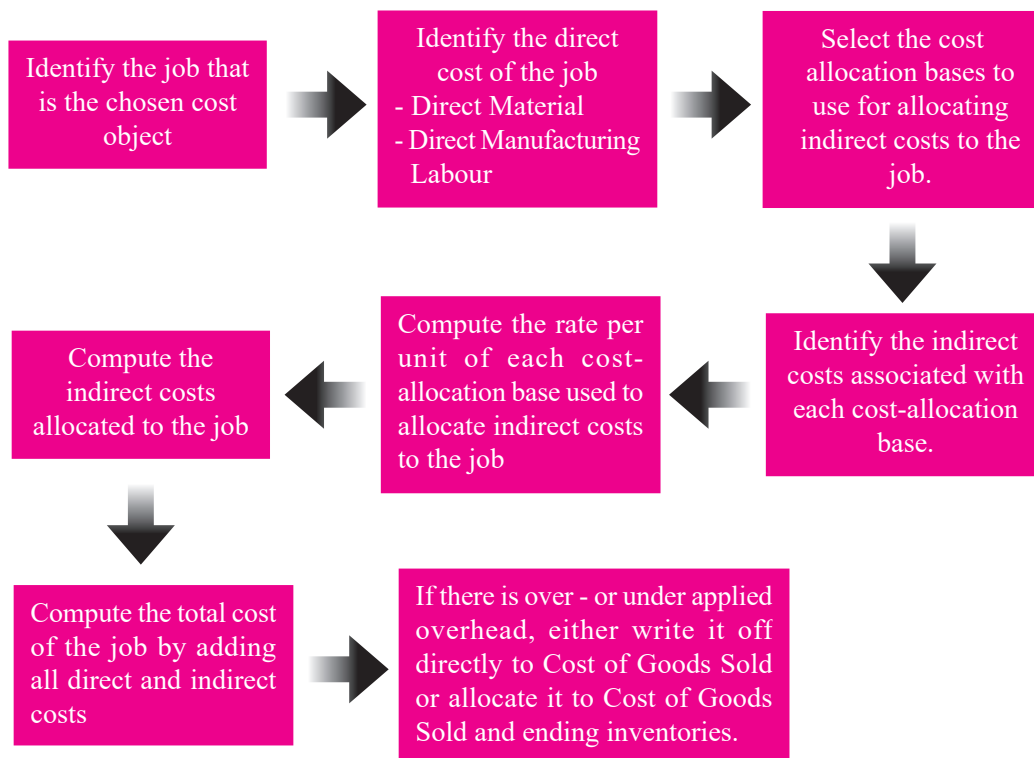 Identify the job that
is the chosen cost
object
Identify the direct
cost of the job
- Direct Material
- Direct Manufacturing
Labour
Select the cost
allocation bases to
use for allocating
indirect costs to the
job.
Identify the indirect
costs associated with
each cost-allocation
base.
Compute the rate per
unit of each cost-
allocation base used to
allocate indirect costs
to the job
Compute the
indirect costs
allocated to the job
Compute the total cost
of the job by adding
all direct and indirect
costs
If there is over - or under applied
overhead, either write it off
directly to Cost of Goods Sold
or allocate it to Cost of Goods
Sold and ending inventories.